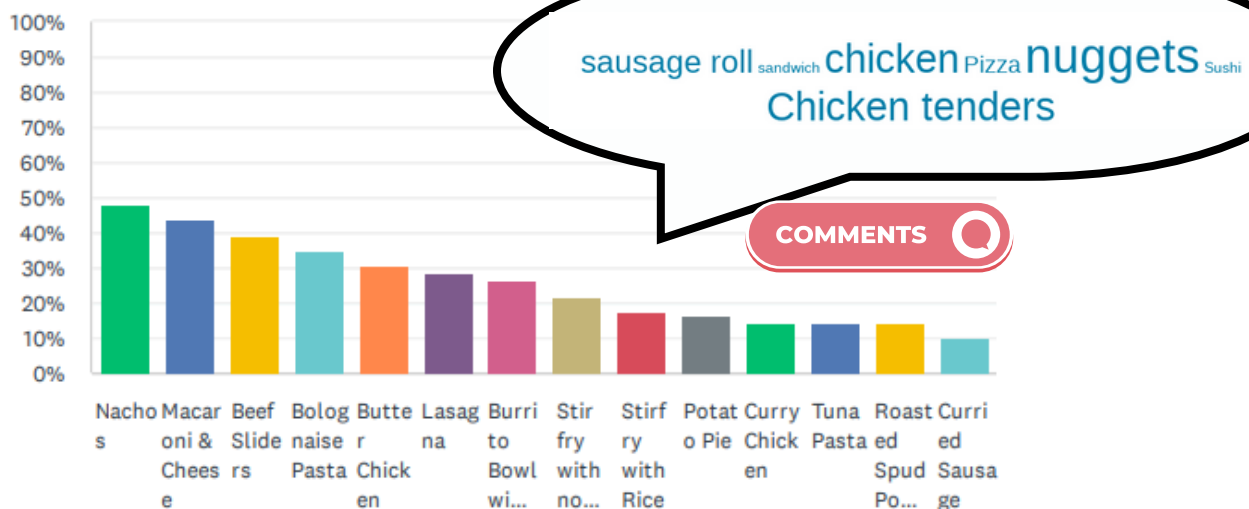 100%
90%
80%
70%
60%
50%
40%
30%
20%
10%
0%
sausage roll sandwich chicken Pizza nuggets Sushi
Chicken tenders
COMMENTS
Nacho
s
Macar
oni &
Chees
e
Beef
Slide
rs
Bolog
naise
Pasta
Butte
r
Chick
en
Lasag
na
Burri
to
Bowl
wi...
Stir
fry
with
no...
Stirf
ry
with
Rice
Potat
o Pie
Curry
Chick
en
Tuna
Pasta
Roast
ed
Spud
Po...
Curri
ed
Sausa
ge